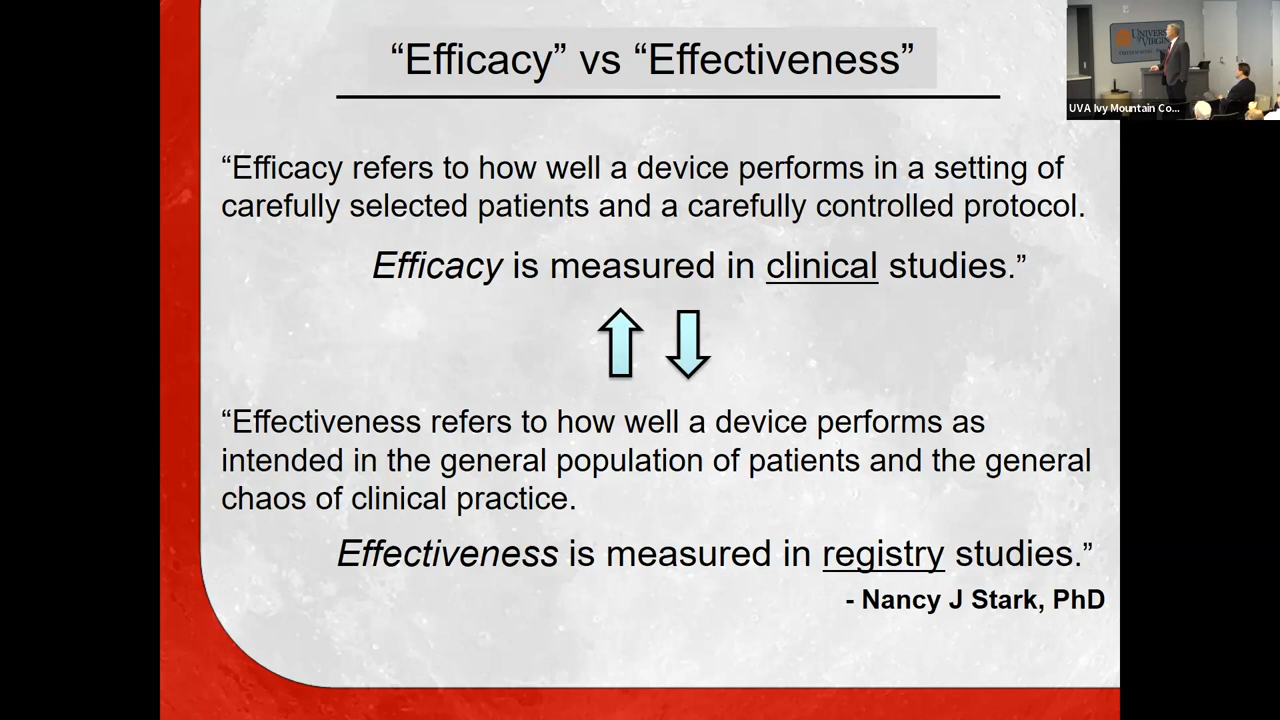 “Efficacy” vs “Effectiveness”
UNIVERSITY
of VIRGINIA
UVA Ivy Mountain Co...
“Efficacy refers to how well a device performs in a setting of
carefully selected patients and a carefully controlled protocol.
Efficacy is measured in clinical studies.”
“Effectiveness refers to how well a device performs as
intended in the general population of patients and the general
chaos of clinical practice.
Effectiveness is measured in registry studies.”
- Nancy J Stark, PhD